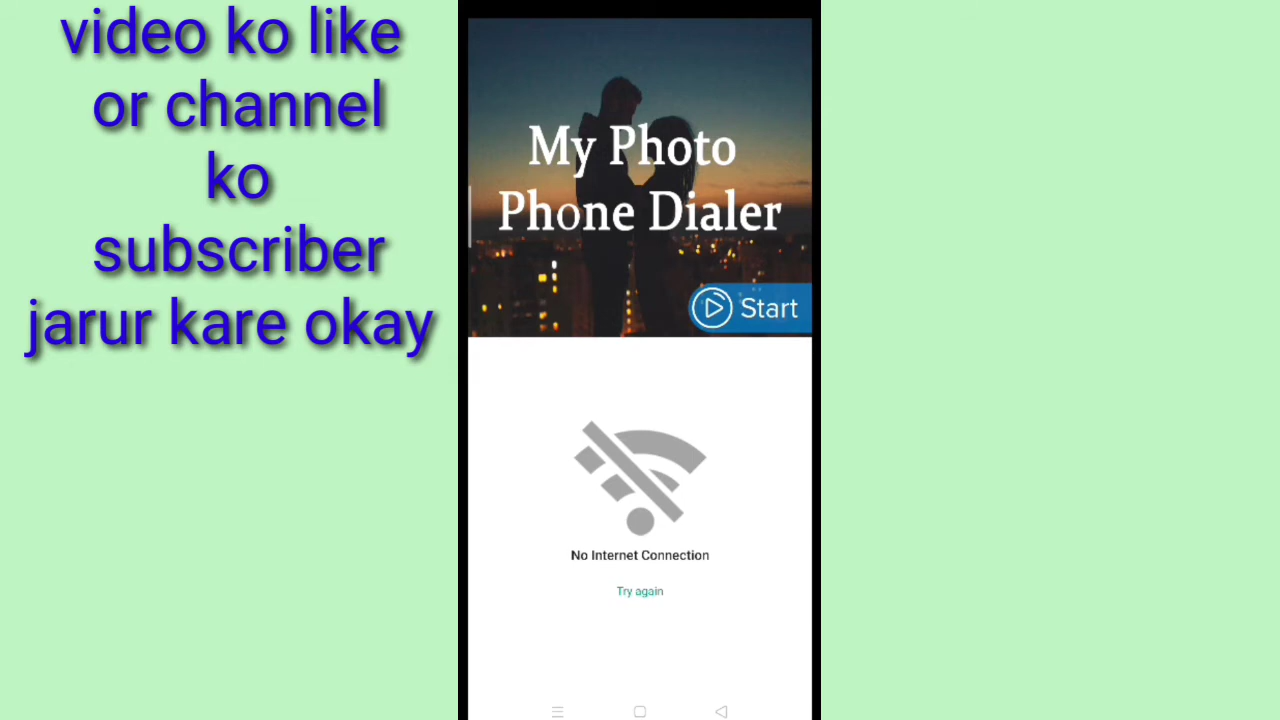 video ko like
or channel
ko
subscriber
jarur kare okay
My Photo
Phone Dialer
Start
No Internet Connection
Try again